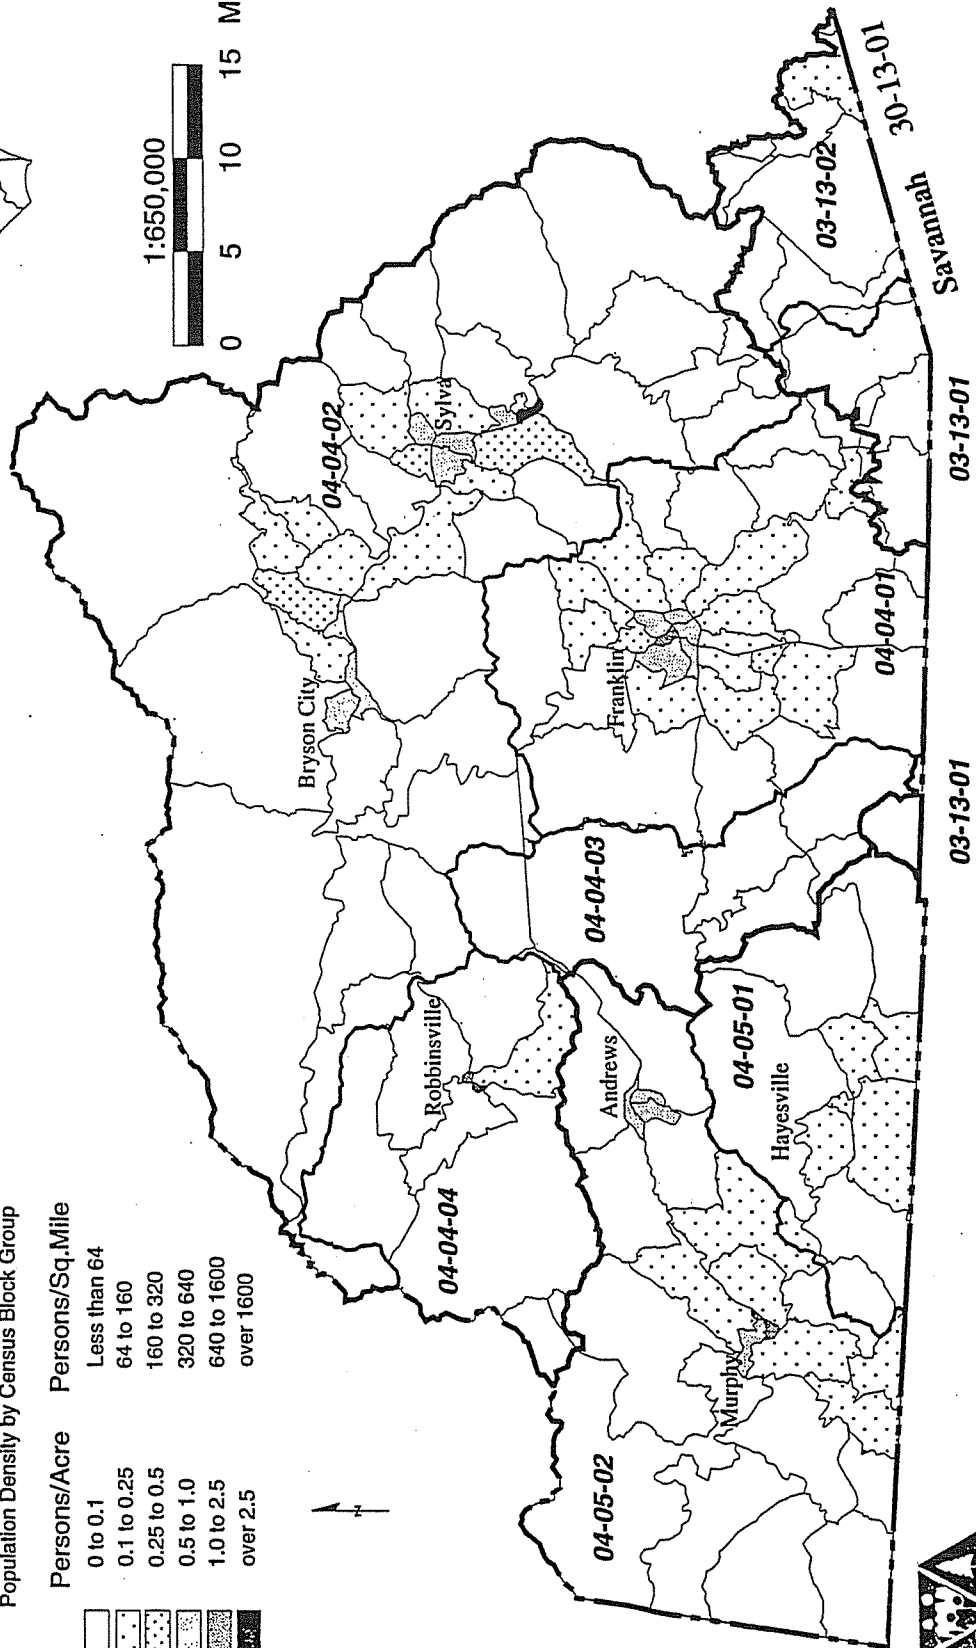 Population Density by Census Block Group
Persons/Acre Persons/Sq.Mile
0 to 0.1 Less than 64
0.1 to 0.25 64 to 160
0.25 to 0.5 160 to 320
0.5 to 1.0 320 to 640
1.0 to 2.5 640 to 1600
over 2.5 over 1600
1:650,000
0 5 10 15 M
Bryson City
04-04-02
Sylva
Robbinsville
04-04-04
04-04-03
Franklin
04-04-01
Andrews
04-05-01
Hayesville
Murphy
04-05-02
03-13-02
Savannah 30-13-01
03-13-01
03-13-01